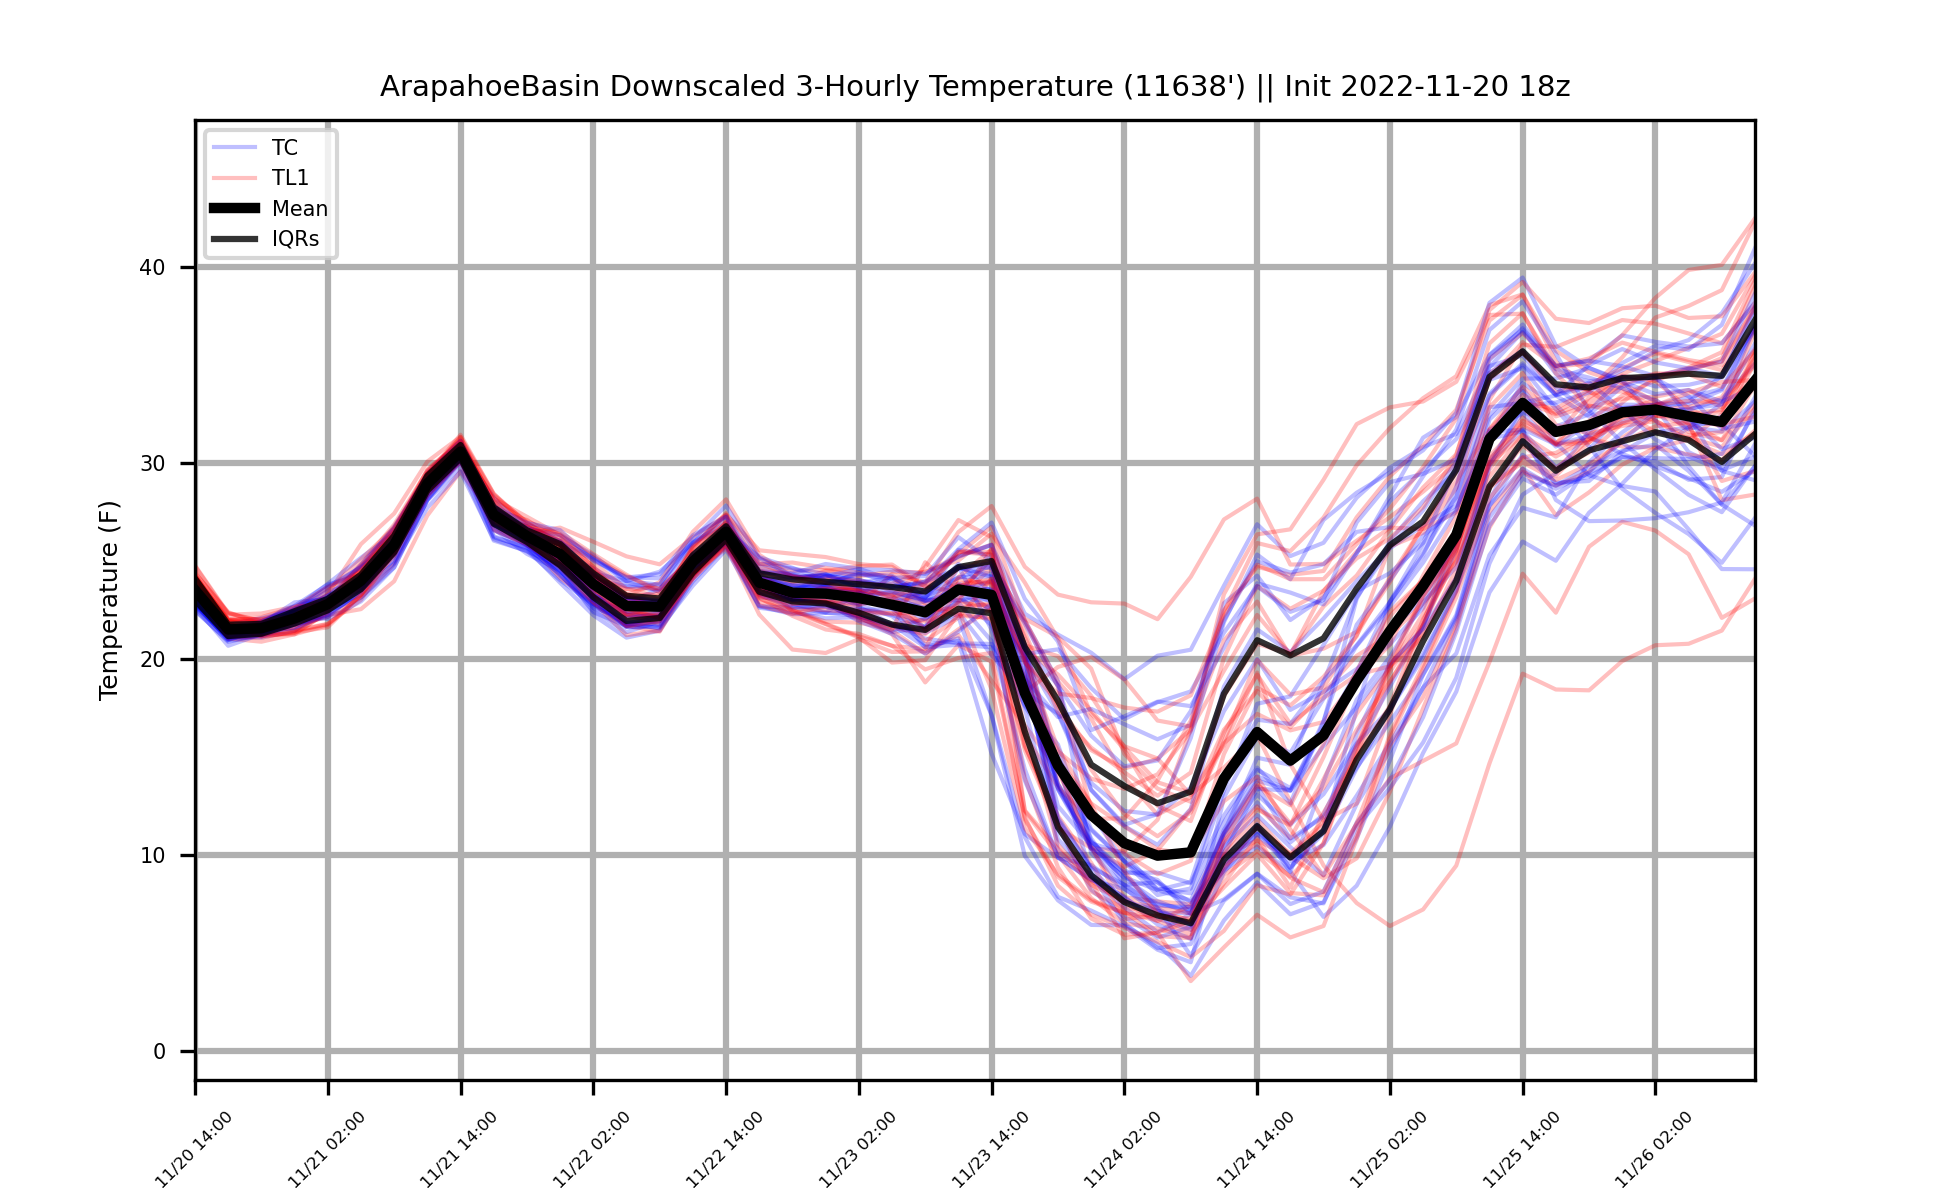 ArapahoeBasin Downscaled 3-Hourly Temperature (11638') || Init 2022-11-20 18z
TC
TL1
Mean
IQRs
Temperature (F)
40
30
20
10
0
11/20 14:00
11/21 02:00
11/21 14:00
11/22 02:00
11/22 14:00
11/23 02:00
11/23 14:00
11/24 02:00
11/24 14:00
11/25 02:00
11/25 14:00
11/26 02:00